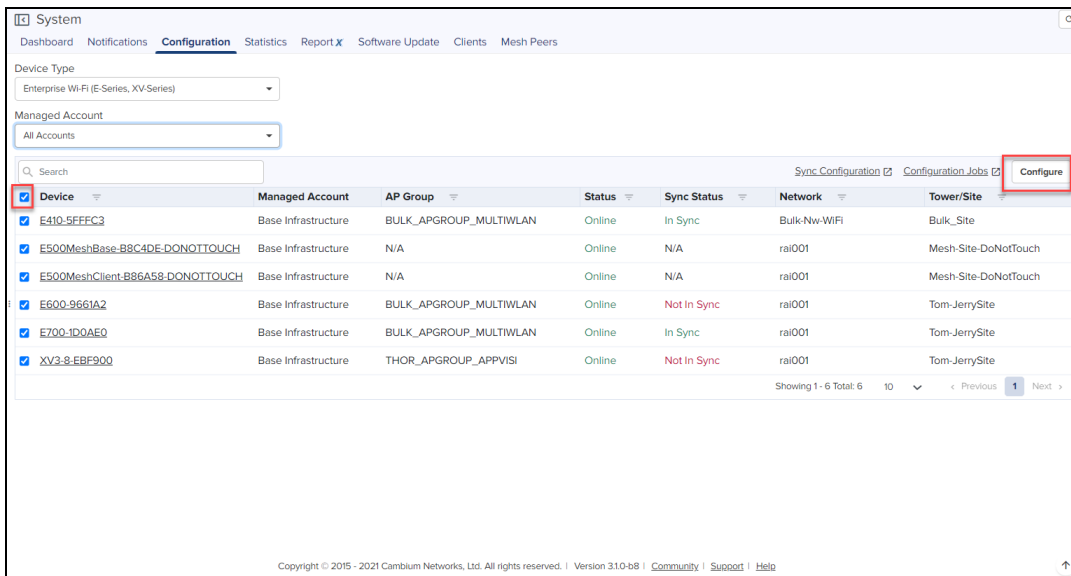 System
Dashboard Notifications Configuration Statistics Report X Software Update Clients Mesh Peers
Device Type
Enterprise Wi-Fi (E-Series, XV-Series)
Managed Account
All Accounts
Search Sync Configuration Configuration Jobs Configure
Device Managed Account AP Group Status Sync Status Network Tower/Site
E410-5FFFC3 Base Infrastructure BULK_APGROUP_MULTIWLAN Online In Sync Bulk-Nw-WiFi Bulk_Site
E500MeshBase-B8C4DE-DONOTTOUCH Base Infrastructure N/A Online N/A rai001 Mesh-Site-DoNotTouch
E500MeshClient-B86A58-DONOTTOUCH Base Infrastructure N/A Online N/A rai001 Mesh-Site-DoNotTouch
E600-9661A2 Base Infrastructure BULK_APGROUP_MULTIWLAN Online Not In Sync rai001 Tom-JerrySite
E700-1D0AE0 Base Infrastructure BULK_APGROUP_MULTIWLAN Online In Sync rai001 Tom-JerrySite
XV3-8-EBF900 Base Infrastructure THOR_APGROUP_APPVISI Online Not In Sync rai001 Tom-JerrySite
Showing 1 - 6 Total: 6 10 < Previous 1 Next >
Copyright © 2015 - 2021 Cambium Networks, Ltd. All rights reserved. | Version 3.1.0-b8 | Community | Support | Help